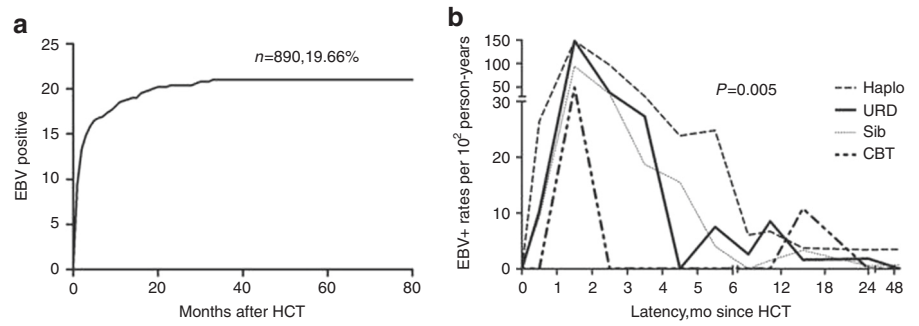 a
n=890,19.66%
EBV positive
25
20
15
10
5
0
0 20 40 60 80
Months after HCT
b
EBV+ rates per 10² person-years
150
100
50
30
20
10
0
P=0.005
Haplo
URD
Sib
CBT
0 1 2 3 4 5 6 12 18 24 48
Latency,mo since HCT